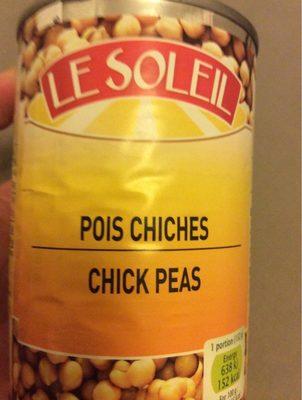 LE SOLEIL
POIS CHICHES
CHICK PEAS
1 portion
Energy
638 kJ
152 kcal